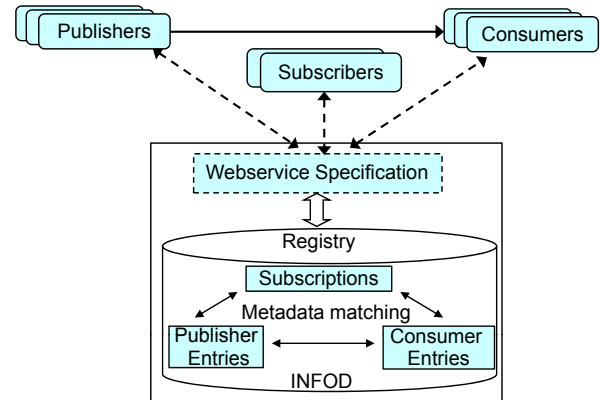 Publishers
Consumers
Subscribers
Webservice Specification
Registry
Subscriptions
Metadata matching
Publisher
Entries
Consumer
Entries
INFOD